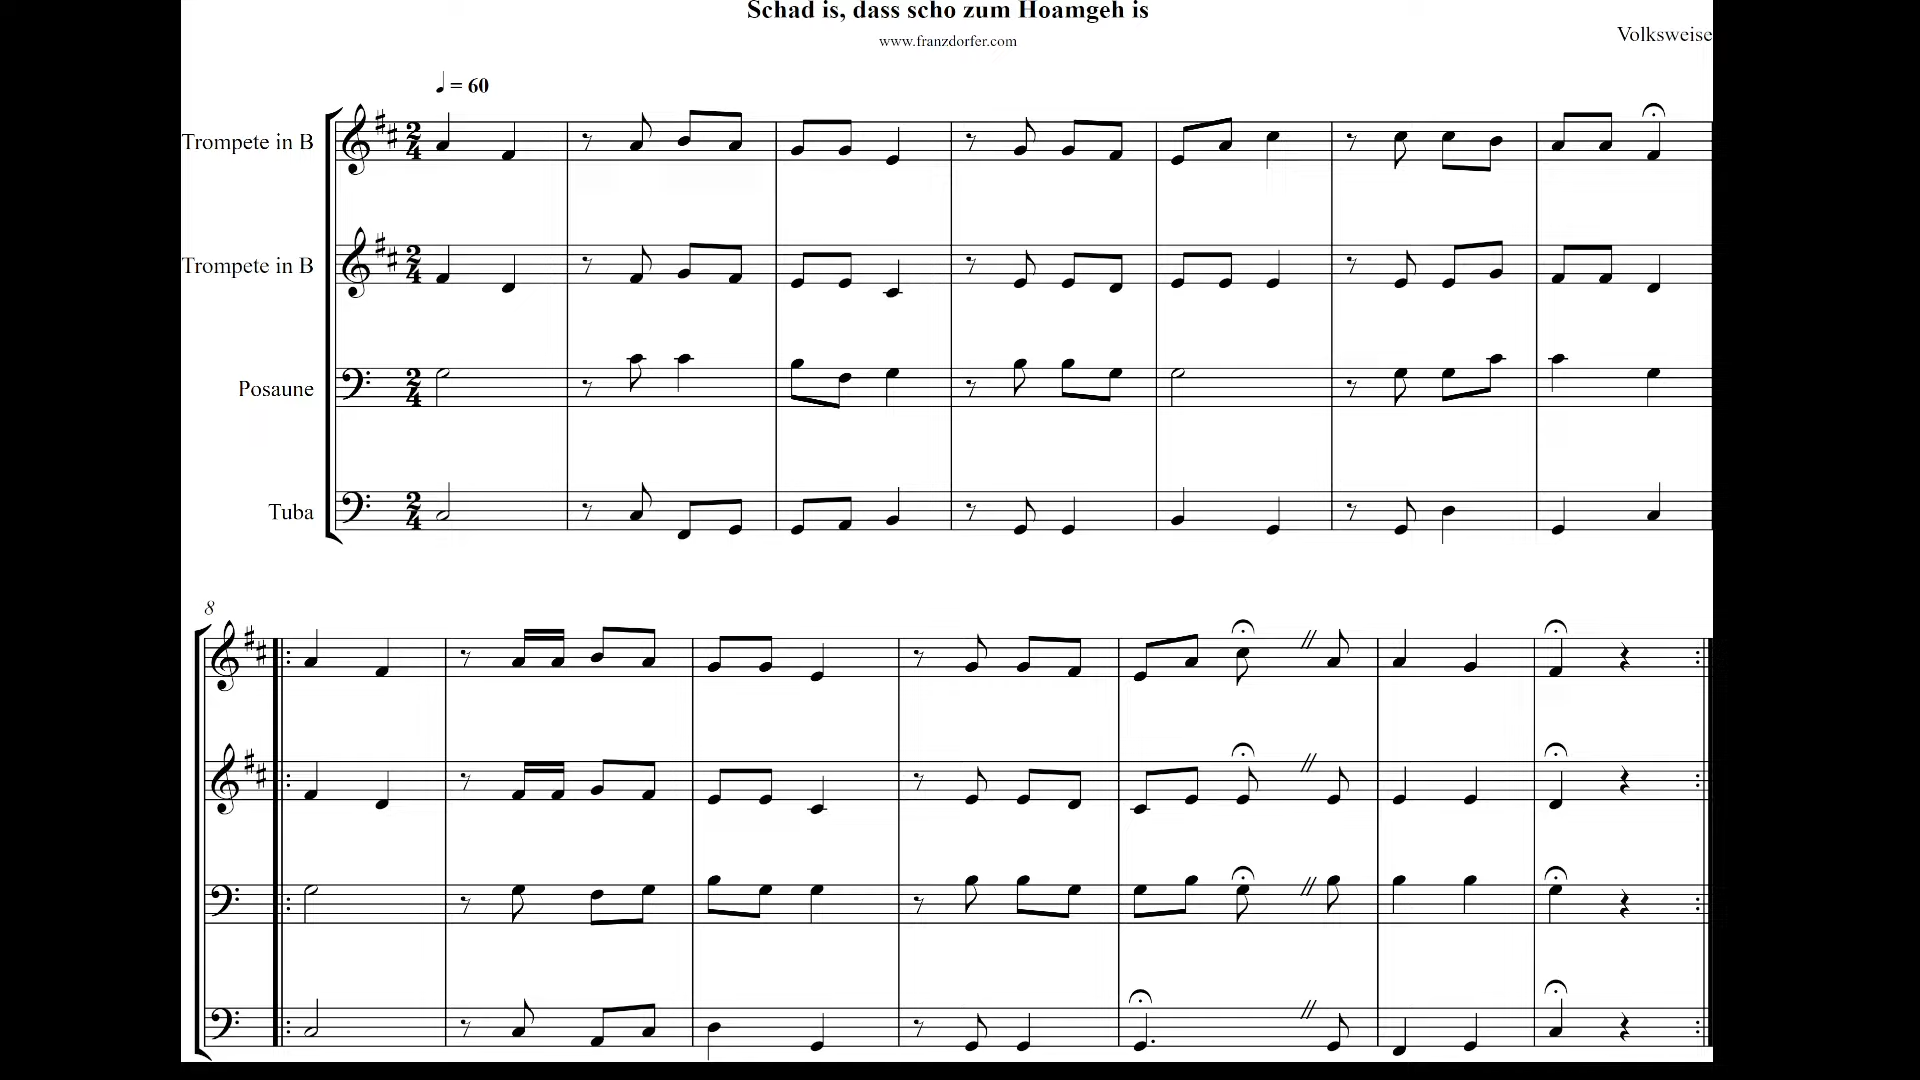 Schad is, dass scho zum Hoamgeh is
www.franzdorfer.com
Volksweise
♩ = 60
Trompete in B
Trompete in B
Posaune
Tuba
8